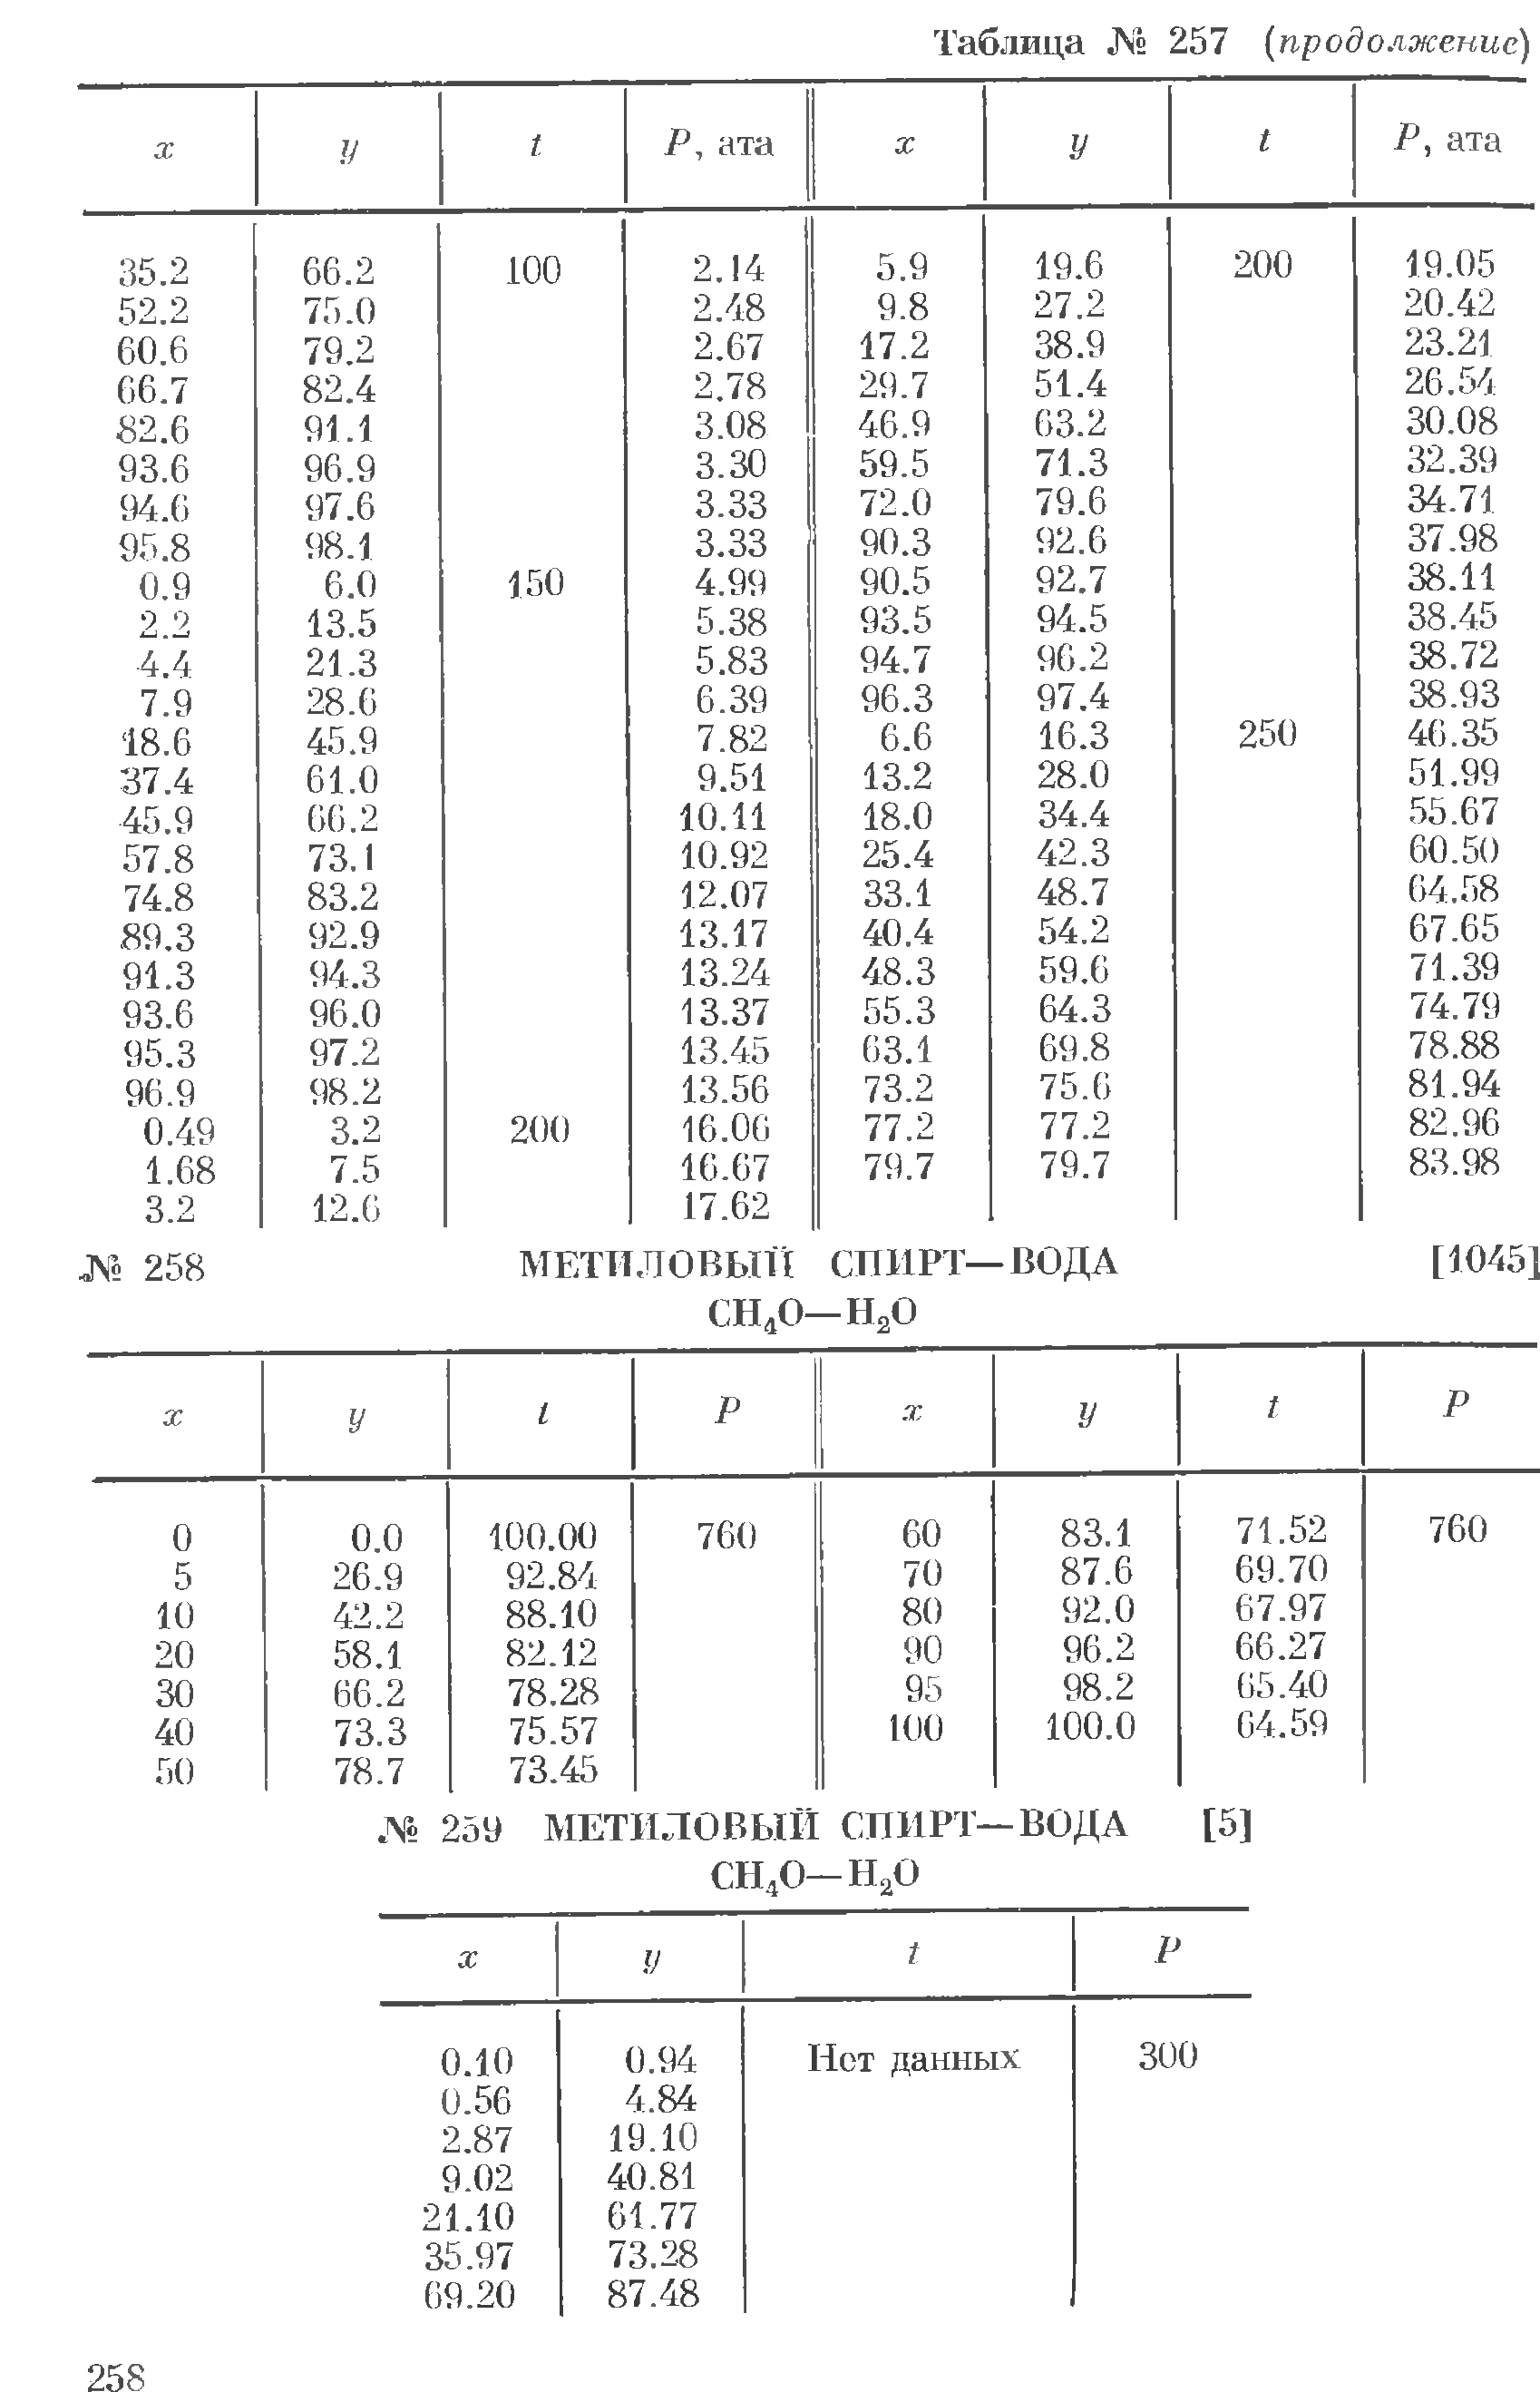 Таблица № 257 (продолжение)
x y t P, ата x y t P, ата
35.2 66.2 100 2.14 5.9 19.6 200 19.05
52.2 75.0 2.48 9.8 27.2 20.42
60.6 79.2 2.67 17.2 38.9 23.21
66.7 82.4 2.78 29.7 51.4 26.54
82.6 91.1 3.08 46.9 63.2 30.08
93.6 96.9 3.30 59.5 71.3 32.39
94.6 97.6 3.33 72.0 79.6 34.71
95.8 98.1 3.33 90.3 92.6 37.98
0.9 6.0 150 4.99 90.5 92.7 38.11
2.2 13.5 5.38 93.5 94.5 38.45
4.4 21.3 5.83 94.7 96.2 38.72
7.9 28.6 6.39 96.3 97.4 38.93
18.6 45.9 7.82 6.6 16.3 250 46.35
37.4 61.0 9.51 13.2 28.0 51.99
45.9 66.2 10.11 18.0 34.4 55.67
57.8 73.1 10.92 25.4 42.3 60.50
74.8 83.2 12.07 33.1 48.7 64.58
89.3 92.9 13.17 40.4 54.2 67.65
91.3 94.3 13.24 48.3 59.6 71.39
93.6 96.0 13.37 55.3 64.3 74.79
95.3 97.2 13.45 63.1 69.8 78.88
96.9 98.2 13.56 73.2 75.6 81.94
0.49 3.2 200 16.06 77.2 77.2 82.96
1.68 7.5 16.67 79.7 79.7 83.98
3.2 12.6 17.62
№ 258 МЕТИЛОВЫЙ СПИРТ—ВОДА [1045]
CH₄O—H₂O
x y t P x y t P
0 0.0 100.00 760 60 83.1 71.52 760
5 26.9 92.84 70 87.6 69.70
10 42.2 88.10 80 92.0 67.97
20 58.1 82.12 90 96.2 66.27
30 66.2 78.28 95 98.2 65.40
40 73.3 75.57 100 100.0 64.59
50 78.7 73.45
№ 259 МЕТИЛОВЫЙ СПИРТ—ВОДА [5]
CH₄O—H₂O
x y t P
0.10 0.94 Нет данных 300
0.56 4.84
2.87 19.10
9.02 40.81
21.10 61.77
35.97 73.28
69.20 87.48
258